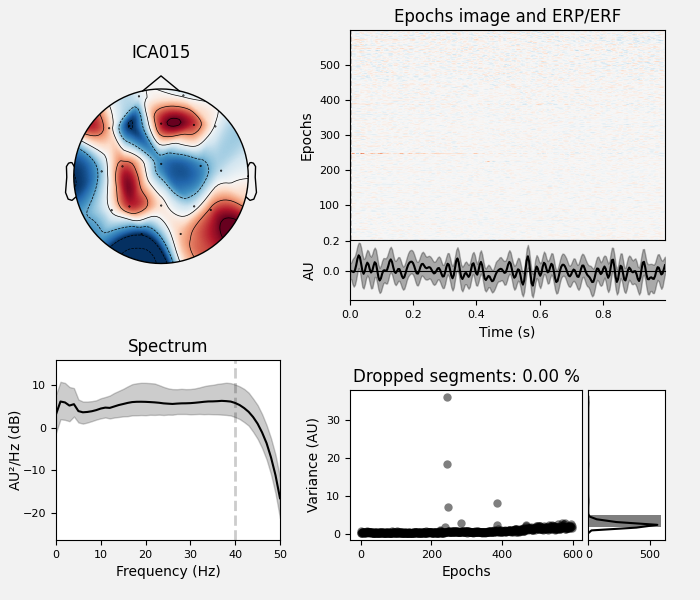 ICA015
Epochs image and ERP/ERF
Epochs
500
400
300
200
100
0.2
0.0
AU
0.0 0.2 0.4 0.6 0.8
Time (s)
Spectrum
AU²/Hz (dB)
10
0
−10
−20
0 10 20 30 40 50
Frequency (Hz)
Dropped segments: 0.00 %
Variance (AU)
30
20
10
0
0 200 400 600
Epochs
0 500